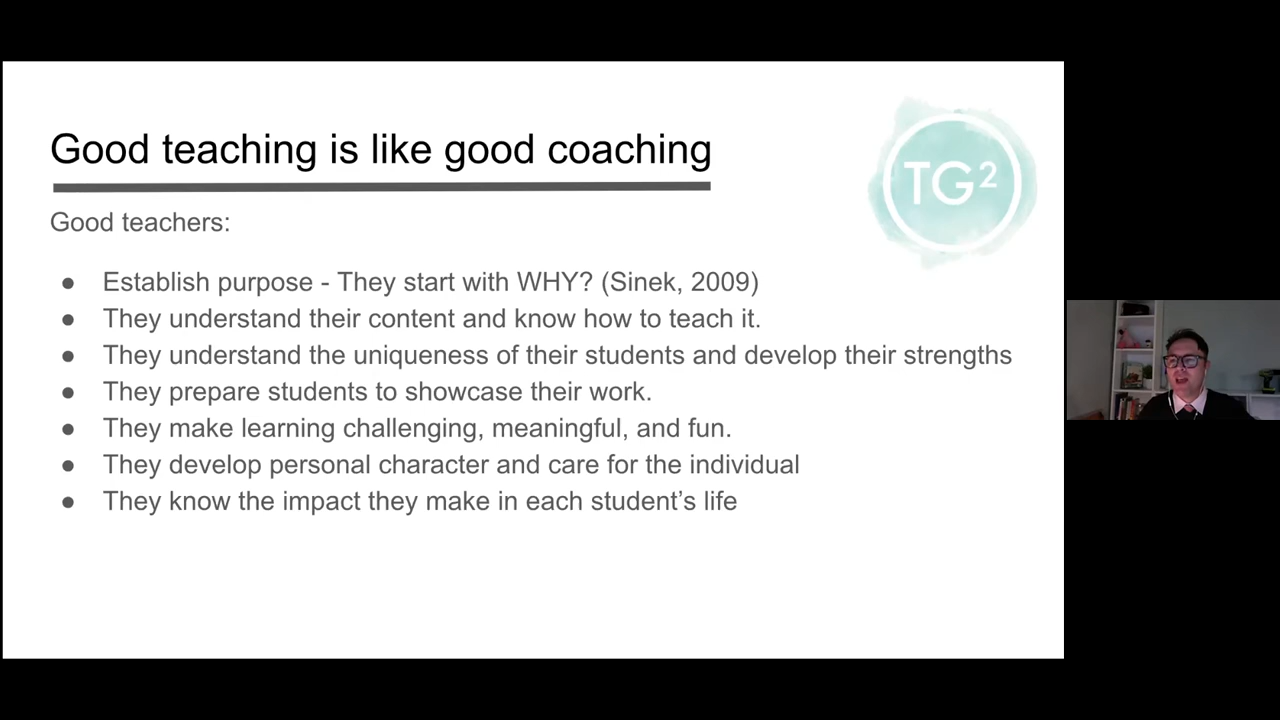 Good teaching is like good coaching
TG²
Good teachers:
● Establish purpose - They start with WHY? (Sinek, 2009)
● They understand their content and know how to teach it.
● They understand the uniqueness of their students and develop their strengths
● They prepare students to showcase their work.
● They make learning challenging, meaningful, and fun.
● They develop personal character and care for the individual
● They know the impact they make in each student’s life